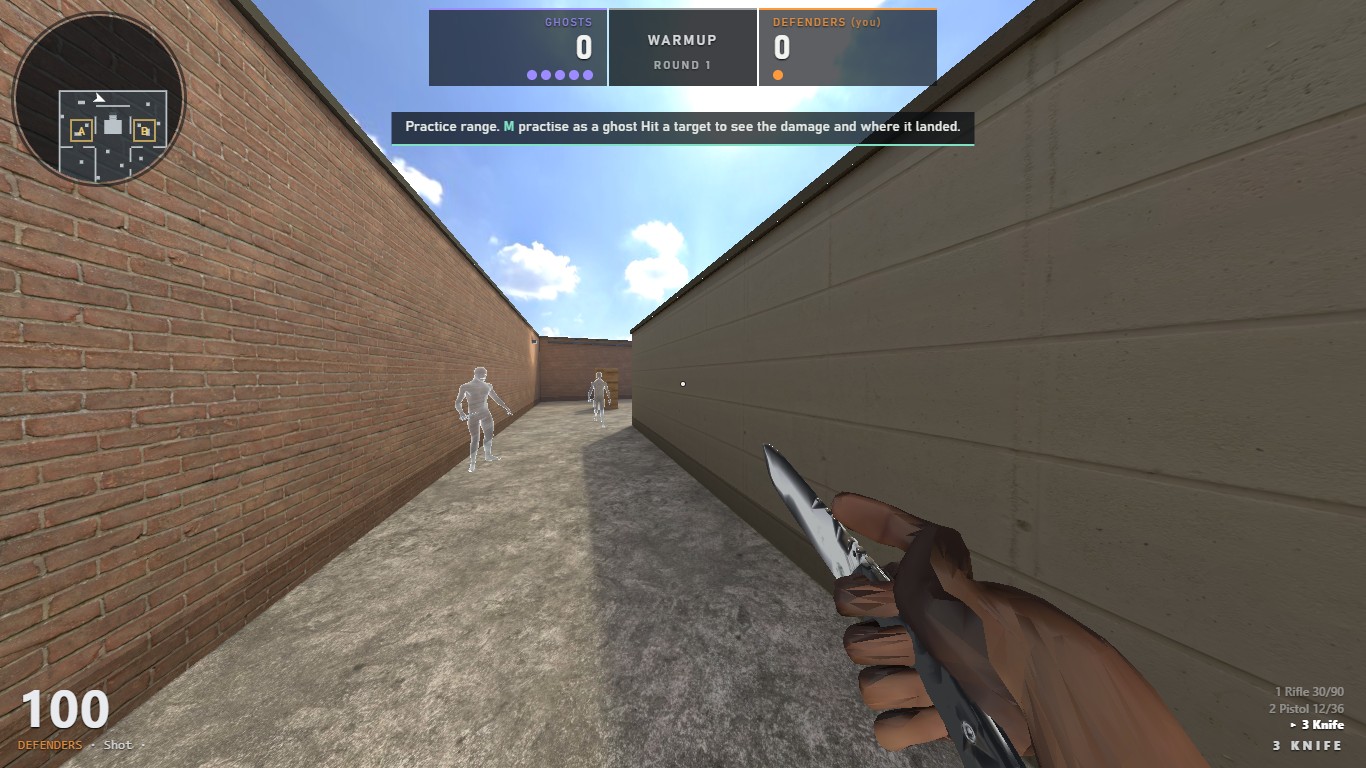 GHOSTS
0
WARMUP
ROUND 1
DEFENDERS (you)
0
A
B
Practice range. M practise as a ghost Hit a target to see the damage and where it landed.
100
DEFENDERS · Shot ·
1 Rifle 30/90
2 Pistol 12/36
▸ 3 Knife
3 KNIFE